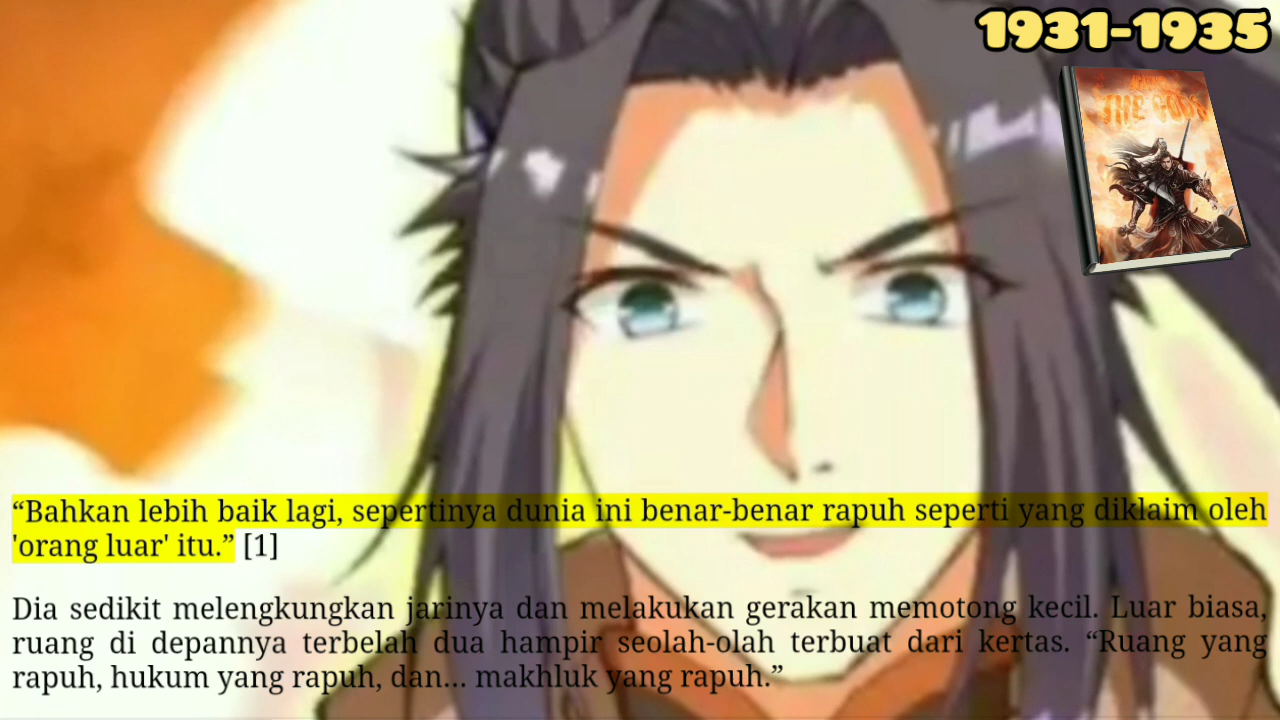 1931-1935
THE GODS
“Bahkan lebih baik lagi, sepertinya dunia ini benar-benar rapuh seperti yang diklaim oleh
'orang luar' itu.” [1]
Dia sedikit melengkungkan jarinya dan melakukan gerakan memotong kecil. Luar biasa,
ruang di depannya terbelah dua hampir seolah-olah terbuat dari kertas. “Ruang yang
rapuh, hukum yang rapuh, dan... makhluk yang rapuh.”